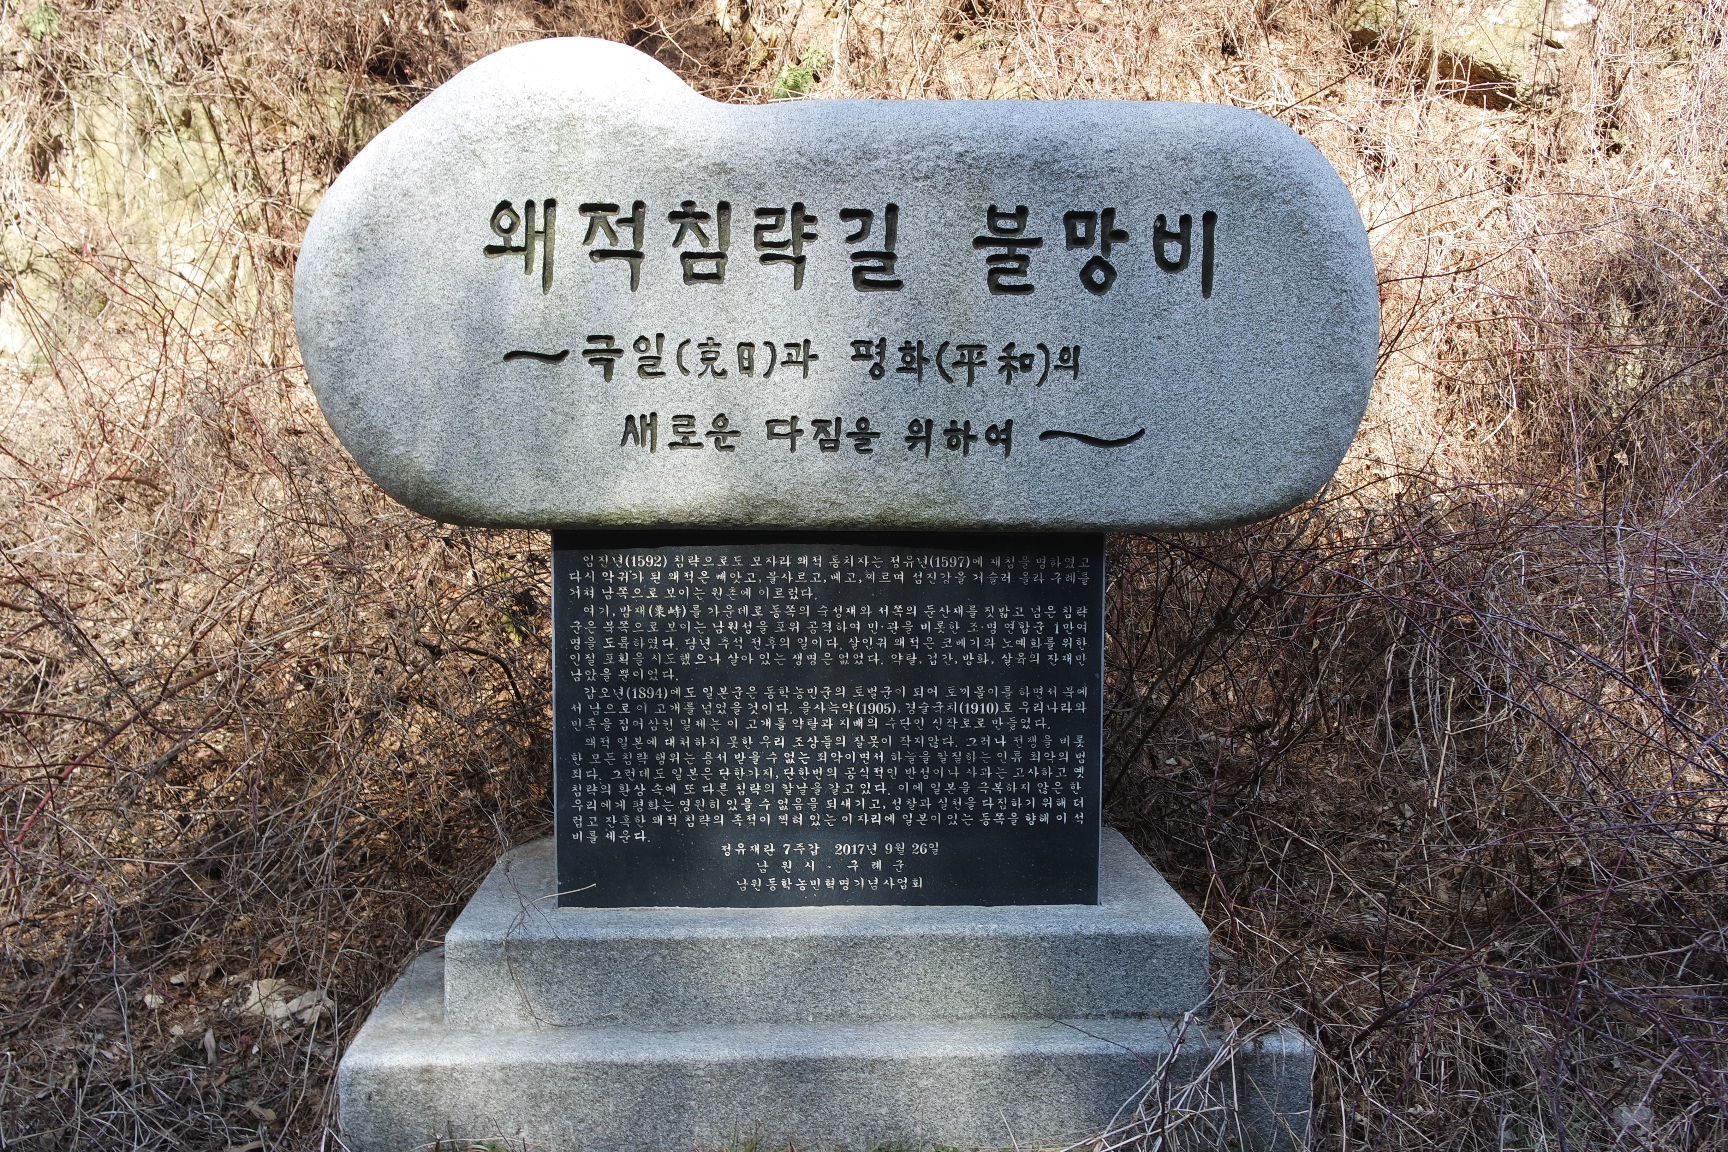 왜적침략길 불망비
~극일(克日)과 평화(平和)의
새로운 다짐을 위하여~
임진년(1592) 침략으로도 모자라 왜적 동치자는 정유년(1597)에 재침을 명하였고
다시 악귀가 된 왜적은 빼앗고, 불사르고, 베고, 찌르며 섬진강을 거슬러 올라 구례를
거쳐 남쪽으로 보이는 원촌에 이르렀다.
여기, 밤재(栗峙)를 가운데로 동쪽의 숙성재와 서쪽의 둔산재를 짓밟고 넘은 침략
군은 북쪽으로 보이는 남원성을 포위 공격하여 민·관을 비롯한 조·명 연합군 1만여
명을 도륙하였다. 당년 추석 전후의 일이다. 살인귀 왜적은 코베기와 노예화를 위한
인신 포획을 시도했으나 살아 있는 생명은 없었다. 약탈, 겁간, 방화, 살육의 잔재만
남았을 뿐이었다.
갑오년(1894)에도 일본군은 동학농민군의 토벌군이 되어 토끼몰이를 하면서 북에
서 남으로 이 고개를 넘었을것이다. 을사늑약(1905), 경술국치(1910)로 우리나라와
민족을 집어삼킨 일제는 이 고개를 약탈과 지배의 수단인 신작로로 만들었다.
왜적 일본에 대처하지 못한 우리 조상들의 잘못이 작지않다. 그러나 전쟁을 비롯
한 모든 침략 행위는 용서 받을 수 없는 죄악이면서 하늘을 할절하는 인류 최악의 범
죄다. 그런데도 일본은 단한가지, 단한번의 공식적인 반성이나 사과는 고사하고 옛
침략의 환상 속에 또 다른 침략의 칼날을 갈고있다. 이에 일본을 극복하지 않은 한
우리에게 평화는 영원히 있을 수 없음을 되새기고, 성찰과 실천을 다짐하기 위해 더
럽고 잔혹한 왜적 침략의 족적이 찍혀 있는 이자리에 일본이 있는 동쪽을 향해 이 석
비를 세운다.
정유재란 7주갑 2017년 9월 26일
남 원 시 · 구 례 군
남원동학농민혁명기념사업회